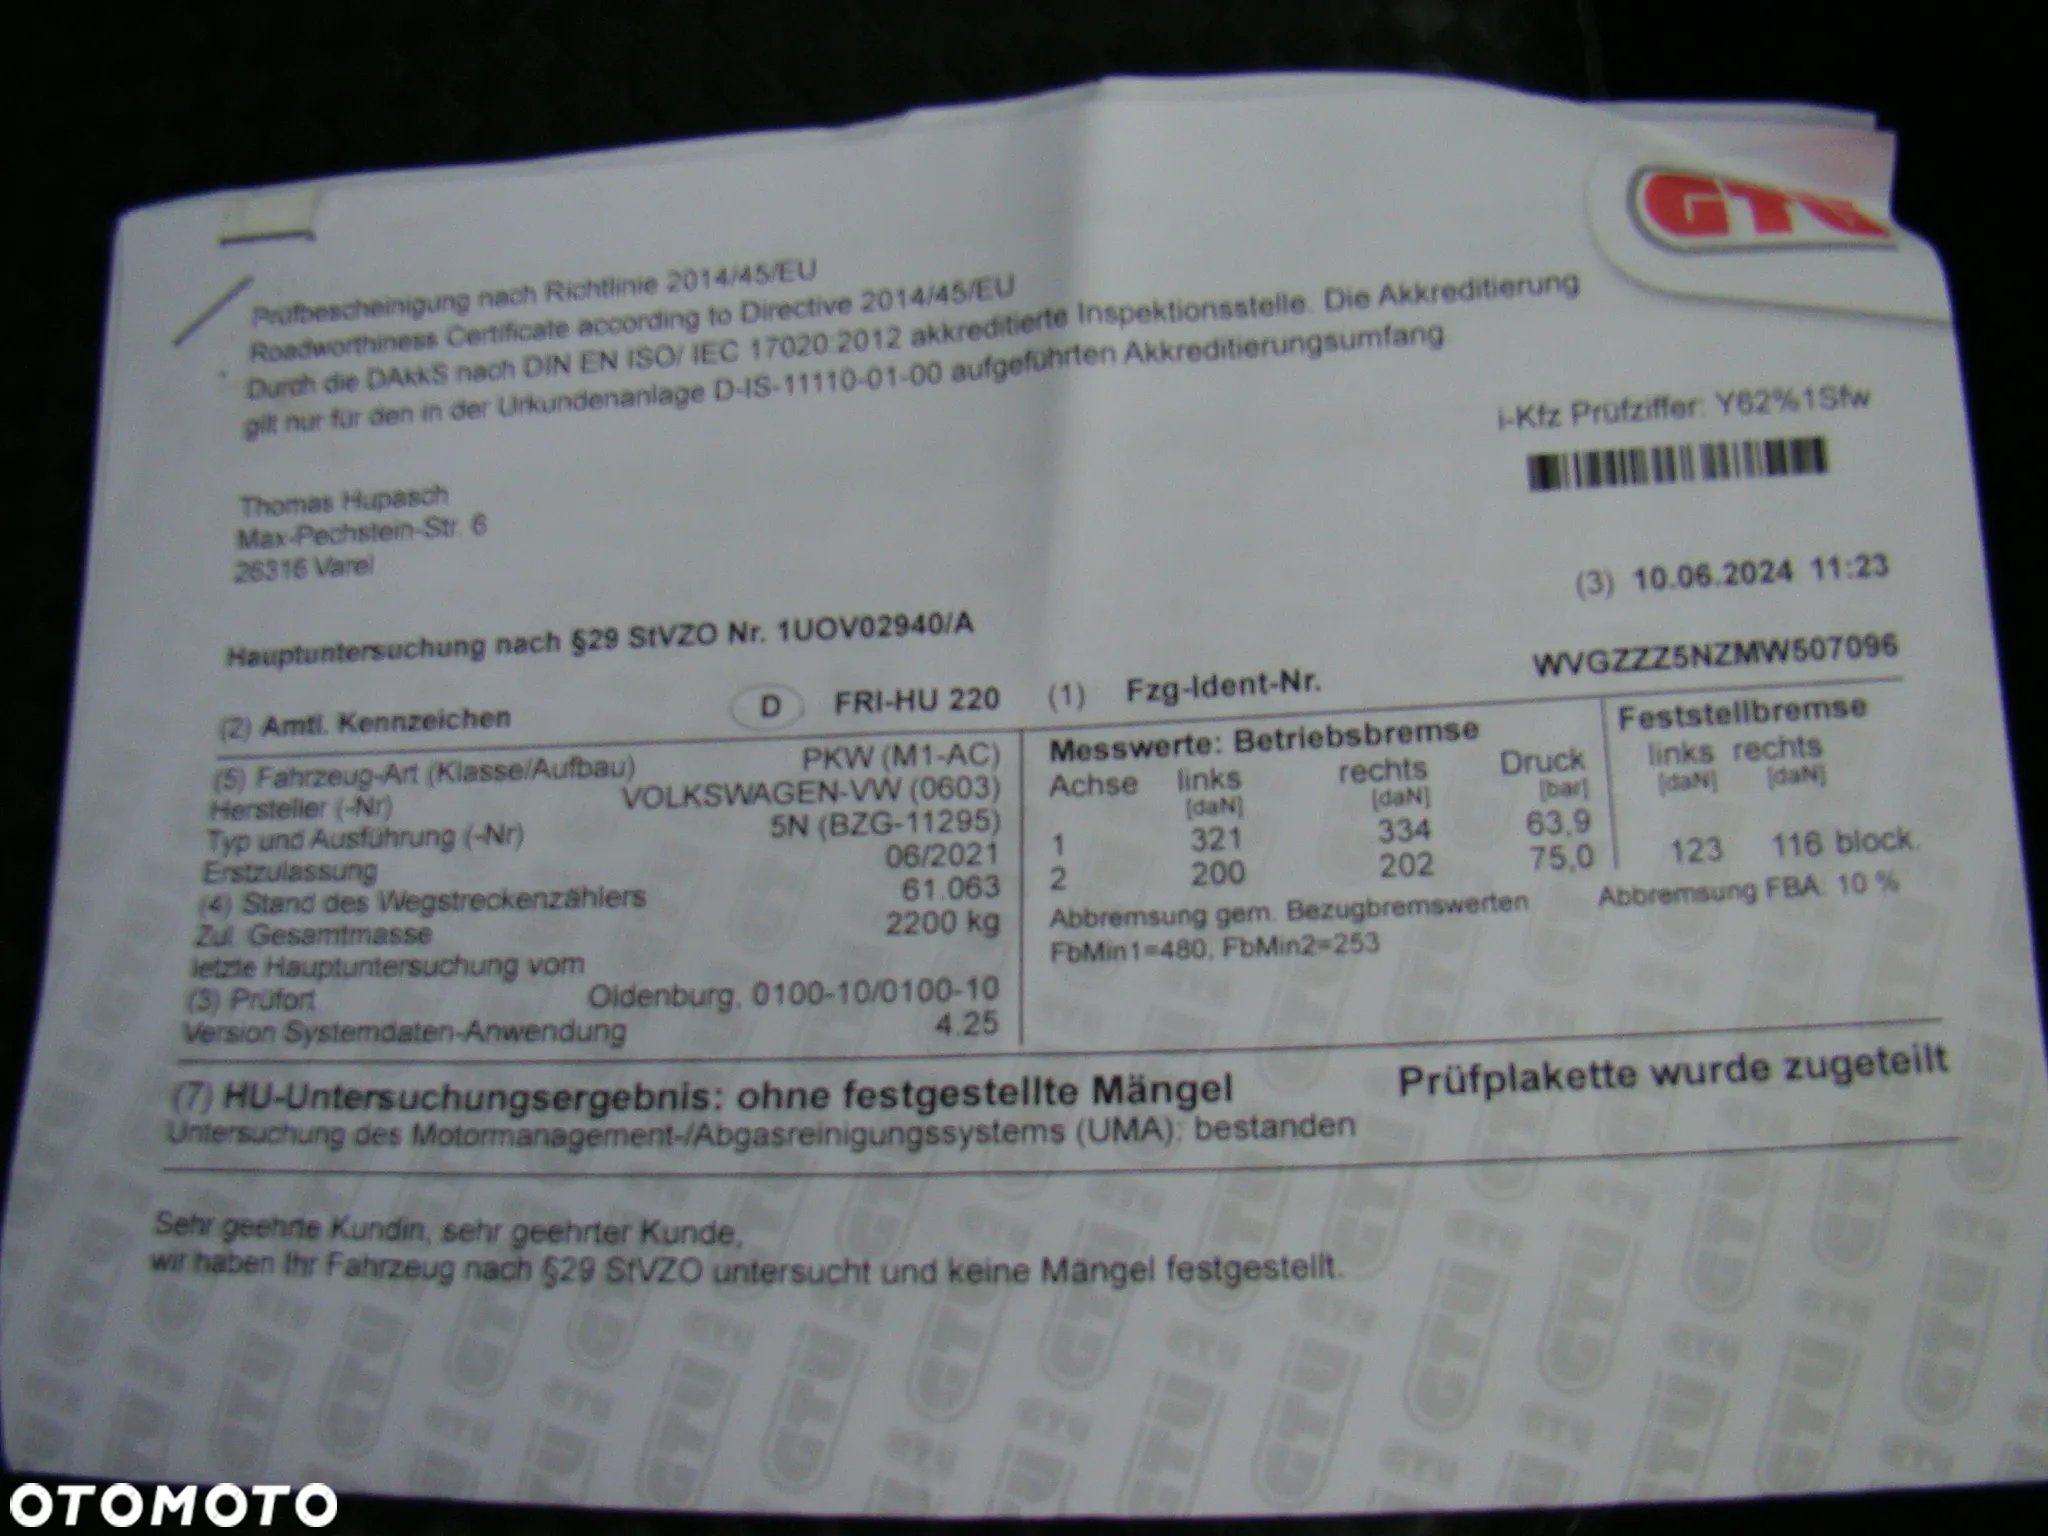 GTÜ
Prüfbescheinigung nach Richtlinie 2014/45/EU
Roadworthiness Certificate according to Directive 2014/45/EU
Durch die DAkkS nach DIN EN ISO/ IEC 17020:2012 akkreditierte Inspektionsstelle. Die Akkreditierung
gilt nur für den in der Urkundenanlage D-IS-11110-01-00 aufgeführten Akkreditierungsumfang
i-Kfz Prüfziffer: Y62%1Sfw
Thomas Hupasch
Max-Pechstein-Str. 6
26316 Varel
(3) 10.06.2024 11:23
Hauptuntersuchung nach §29 StVZO Nr. 1UOV02940/A
(2) Amtl. Kennzeichen D FRI-HU 220 (1) Fzg-Ident-Nr. WVGZZZ5NZMW507096
(5) Fahrzeug-Art (Klasse/Aufbau) PKW (M1-AC)
Hersteller (-Nr) VOLKSWAGEN-VW (0603)
Typ und Ausführung (-Nr) 5N (BZG-11295)
Erstzulassung 06/2021
(4) Stand des Wegstreckenzählers 61.063
Zul. Gesamtmasse 2200 kg
letzte Hauptuntersuchung vom
(3) Prüfort Oldenburg, 0100-10/0100-10
Version Systemdaten-Anwendung 4.25
Messwerte: Betriebsbremse Feststellbremse
Achse links rechts Druck links rechts
[daN] [daN] [bar] [daN] [daN]
1 321 334 63,9
2 200 202 75,0 123 116 block.
Abbremsung gem. Bezugbremswerten Abbremsung FBA: 10 %
FbMin1=480, FbMin2=253
(7) HU-Untersuchungsergebnis: ohne festgestellte Mängel Prüfplakette wurde zugeteilt
Untersuchung des Motormanagement-/Abgasreinigungssystems (UMA): bestanden
Sehr geehrte Kundin, sehr geehrter Kunde,
wir haben Ihr Fahrzeug nach §29 StVZO untersucht und keine Mängel festgestellt.
OTOMOTO